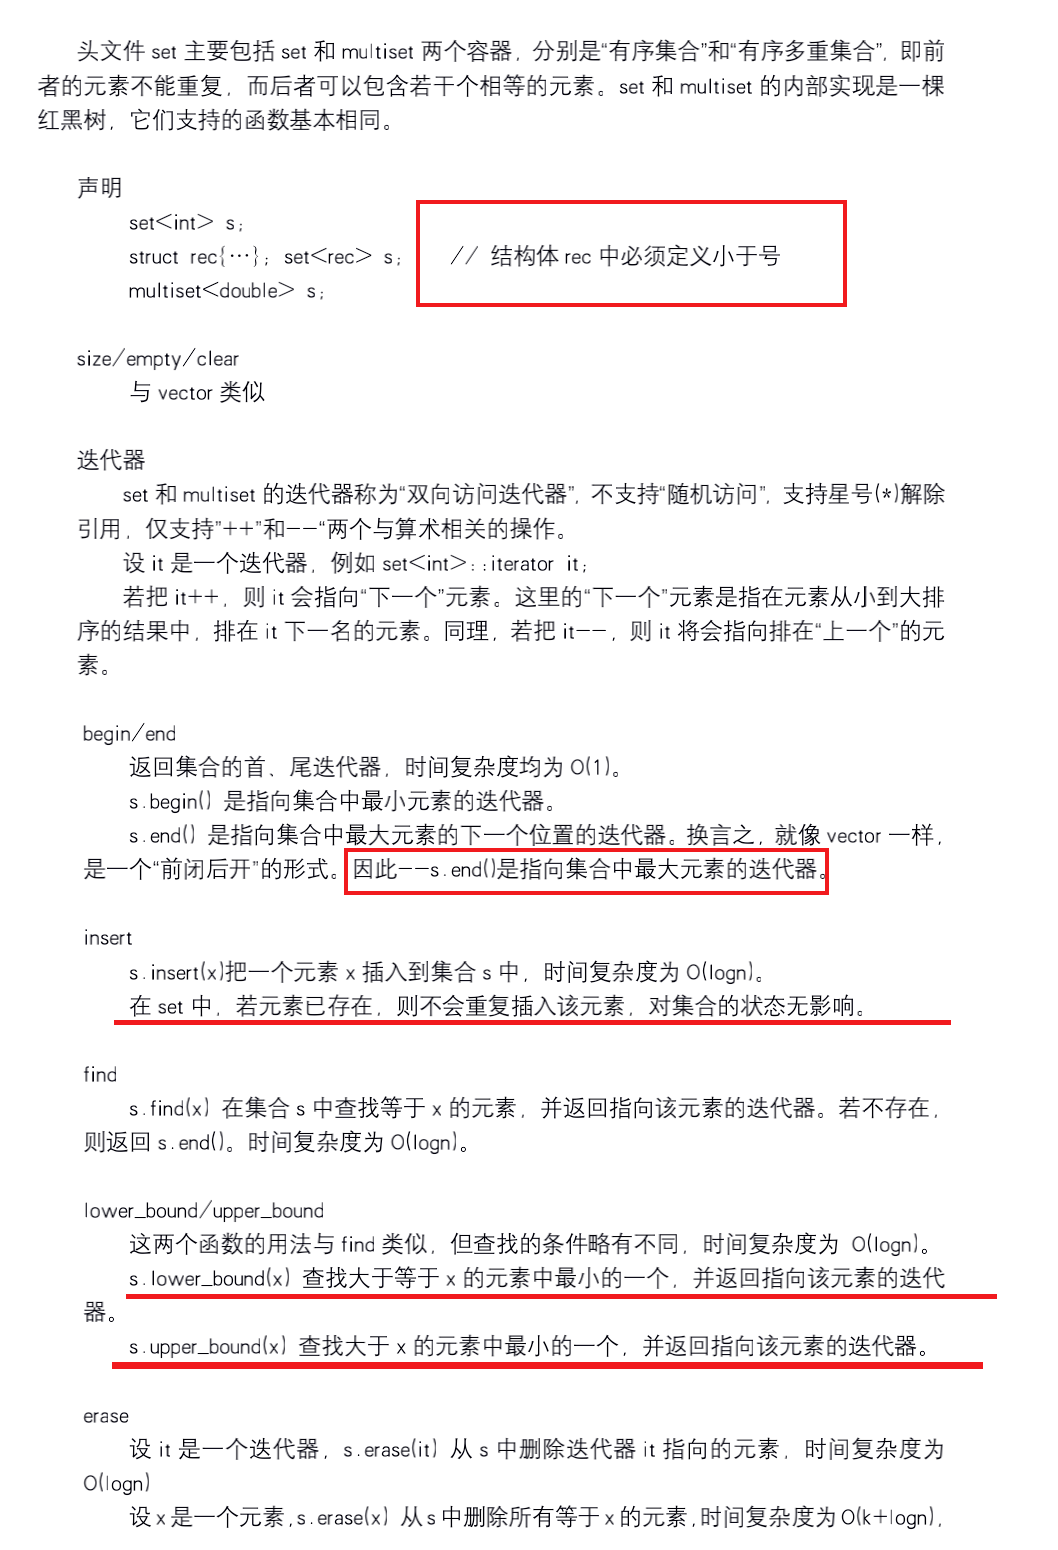 头文件 set 主要包括 set 和 multiset 两个容器，分别是“有序集合”和“有序多重集合”，即前
者的元素不能重复，而后者可以包含若干个相等的元素。set 和 multiset 的内部实现是一棵
红黑树，它们支持的函数基本相同。
声明
set<int> s;
struct rec{…}; set<rec> s; // 结构体 rec 中必须定义小于号
multiset<double> s;
size/empty/clear
与 vector 类似
迭代器
set 和 multiset 的迭代器称为“双向访问迭代器”，不支持“随机访问”，支持星号(*)解除
引用，仅支持”++”和--“两个与算术相关的操作。
设 it 是一个迭代器，例如 set<int>::iterator it;
若把 it++，则 it 会指向“下一个”元素。这里的“下一个”元素是指在元素从小到大排
序的结果中，排在 it 下一名的元素。同理，若把 it--，则 it 将会指向排在“上一个”的元
素。
begin/end
返回集合的首、尾迭代器，时间复杂度均为 O(1)。
s.begin() 是指向集合中最小元素的迭代器。
s.end() 是指向集合中最大元素的下一个位置的迭代器。换言之，就像 vector 一样，
是一个“前闭后开”的形式。因此--s.end()是指向集合中最大元素的迭代器。
insert
s.insert(x)把一个元素 x 插入到集合 s 中，时间复杂度为 O(logn)。
在 set 中，若元素已存在，则不会重复插入该元素，对集合的状态无影响。
find
s.find(x) 在集合 s 中查找等于 x 的元素，并返回指向该元素的迭代器。若不存在，
则返回 s.end()。时间复杂度为 O(logn)。
lower_bound/upper_bound
这两个函数的用法与 find 类似，但查找的条件略有不同，时间复杂度为 O(logn)。
s.lower_bound(x) 查找大于等于 x 的元素中最小的一个，并返回指向该元素的迭代
器。
s.upper_bound(x) 查找大于 x 的元素中最小的一个，并返回指向该元素的迭代器。
erase
设 it 是一个迭代器，s.erase(it) 从 s 中删除迭代器 it 指向的元素，时间复杂度为
O(logn)
设 x 是一个元素，s.erase(x) 从 s 中删除所有等于 x 的元素，时间复杂度为 O(k+logn)，